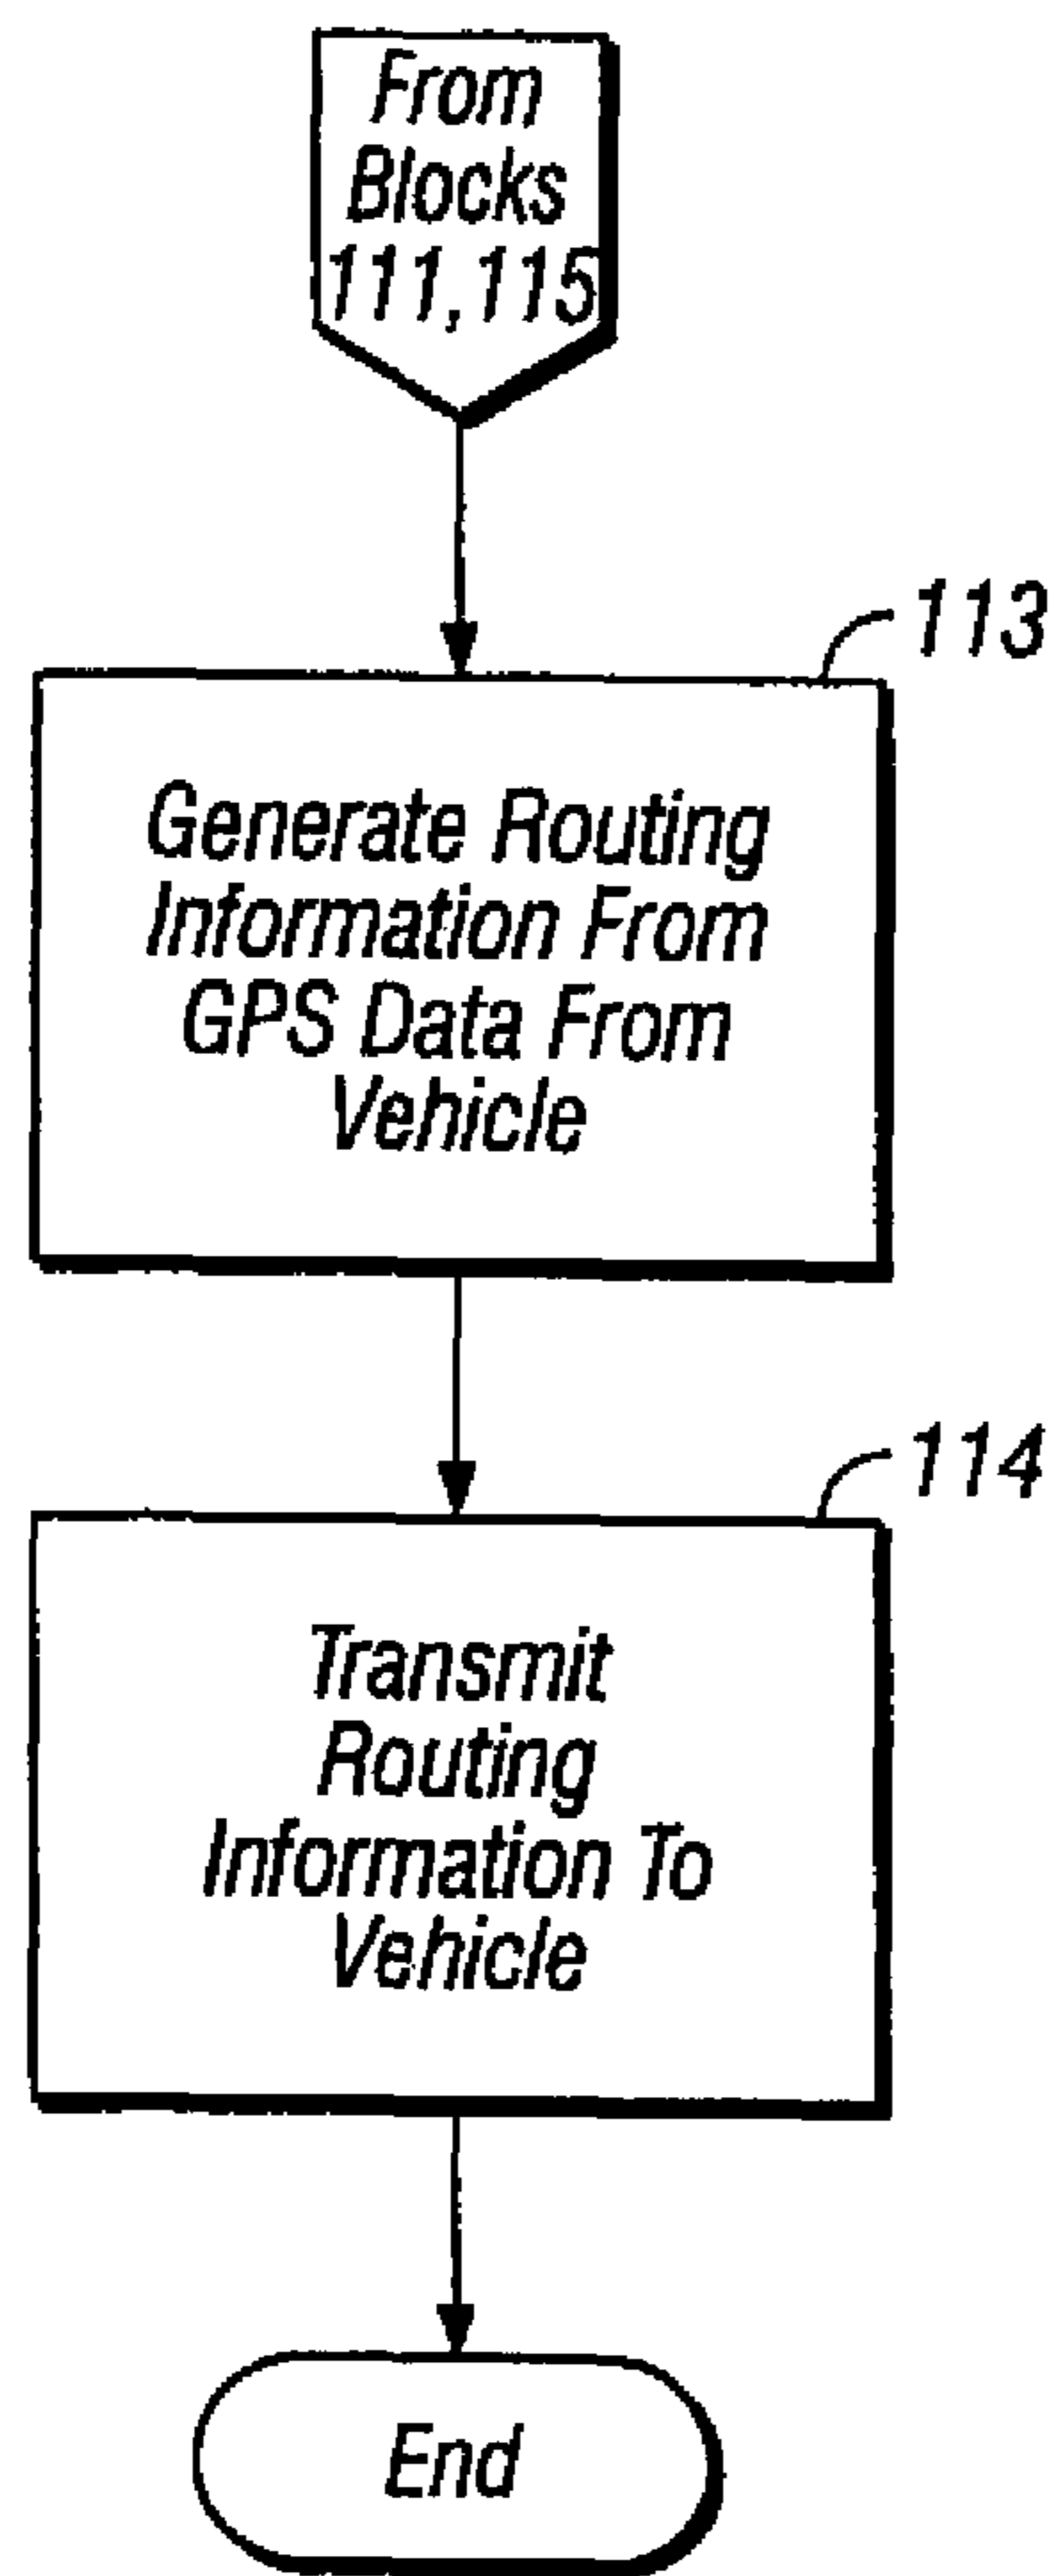 From
Blocks
111,115
113
Generate Routing
Information From
GPS Data From
Vehicle
114
Transmit
Routing
Information To
Vehicle
End